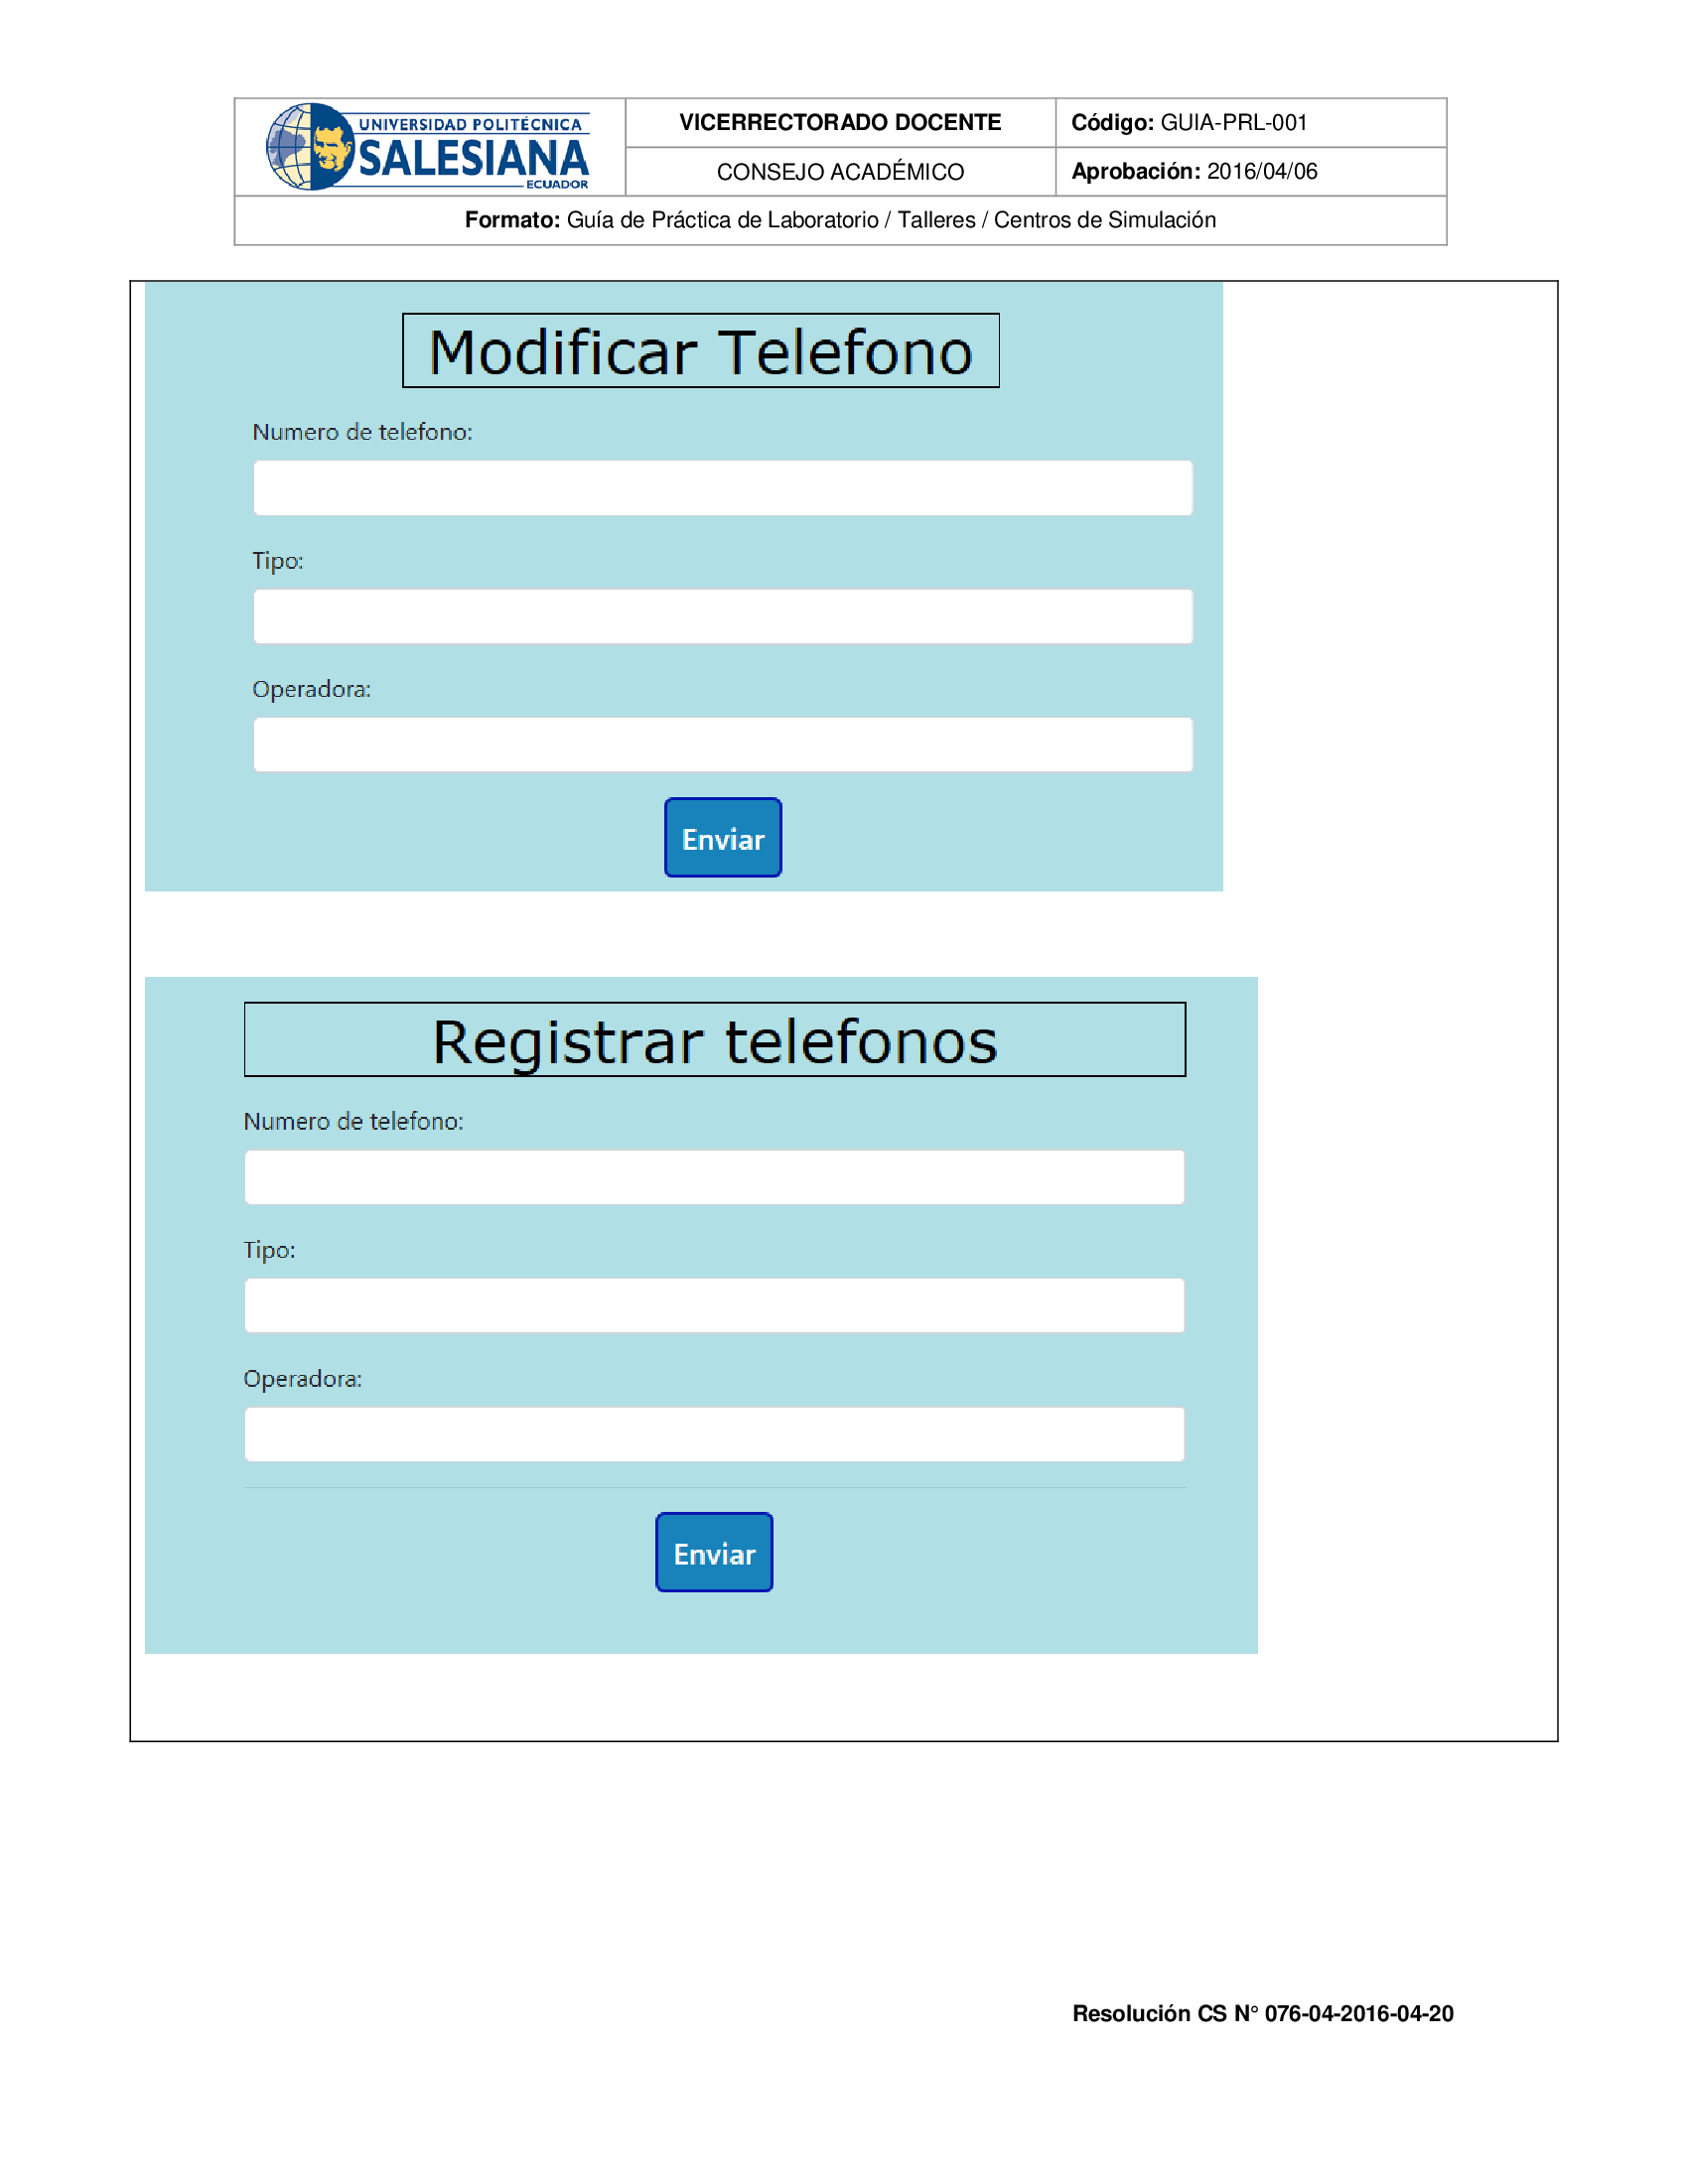 UNIVERSIDAD POLITÉCNICA
SALESIANA
ECUADOR
VICERRECTORADO DOCENTE
CONSEJO ACADÉMICO
Código: GUIA-PRL-001
Aprobación: 2016/04/06
Formato: Guía de Práctica de Laboratorio / Talleres / Centros de Simulación
Modificar Telefono
Numero de telefono:
Tipo:
Operadora:
Enviar
Registrar telefonos
Numero de telefono:
Tipo:
Operadora:
Enviar
Resolución CS N° 076-04-2016-04-20